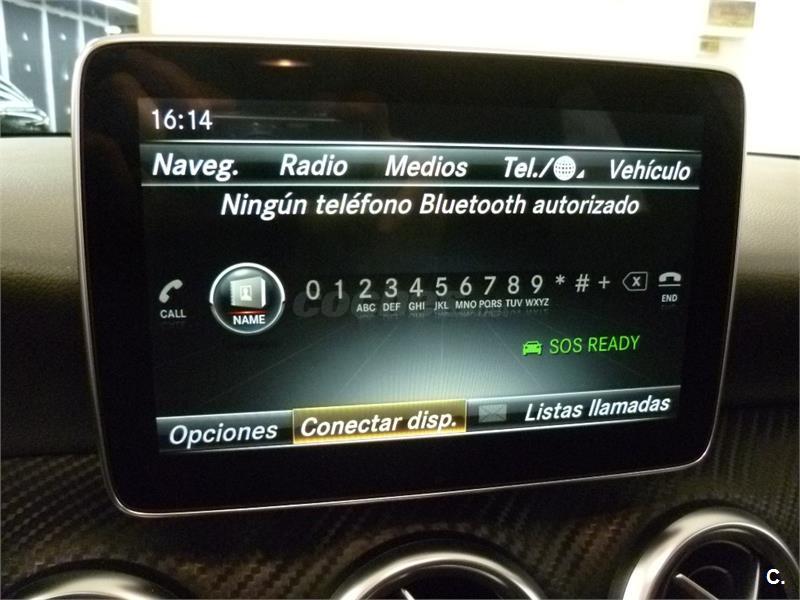 16:14
Naveg. Radio Medios Tel./ Vehículo
Ningún teléfono Bluetooth autorizado
0 1 2 3 4 5 6 7 8 9 * # + x
ABC DEF GHI JKL MNO PQRS TUV WXYZ
CALL NAME END
SOS READY
Opciones Conectar disp. Listas llamadas
C.